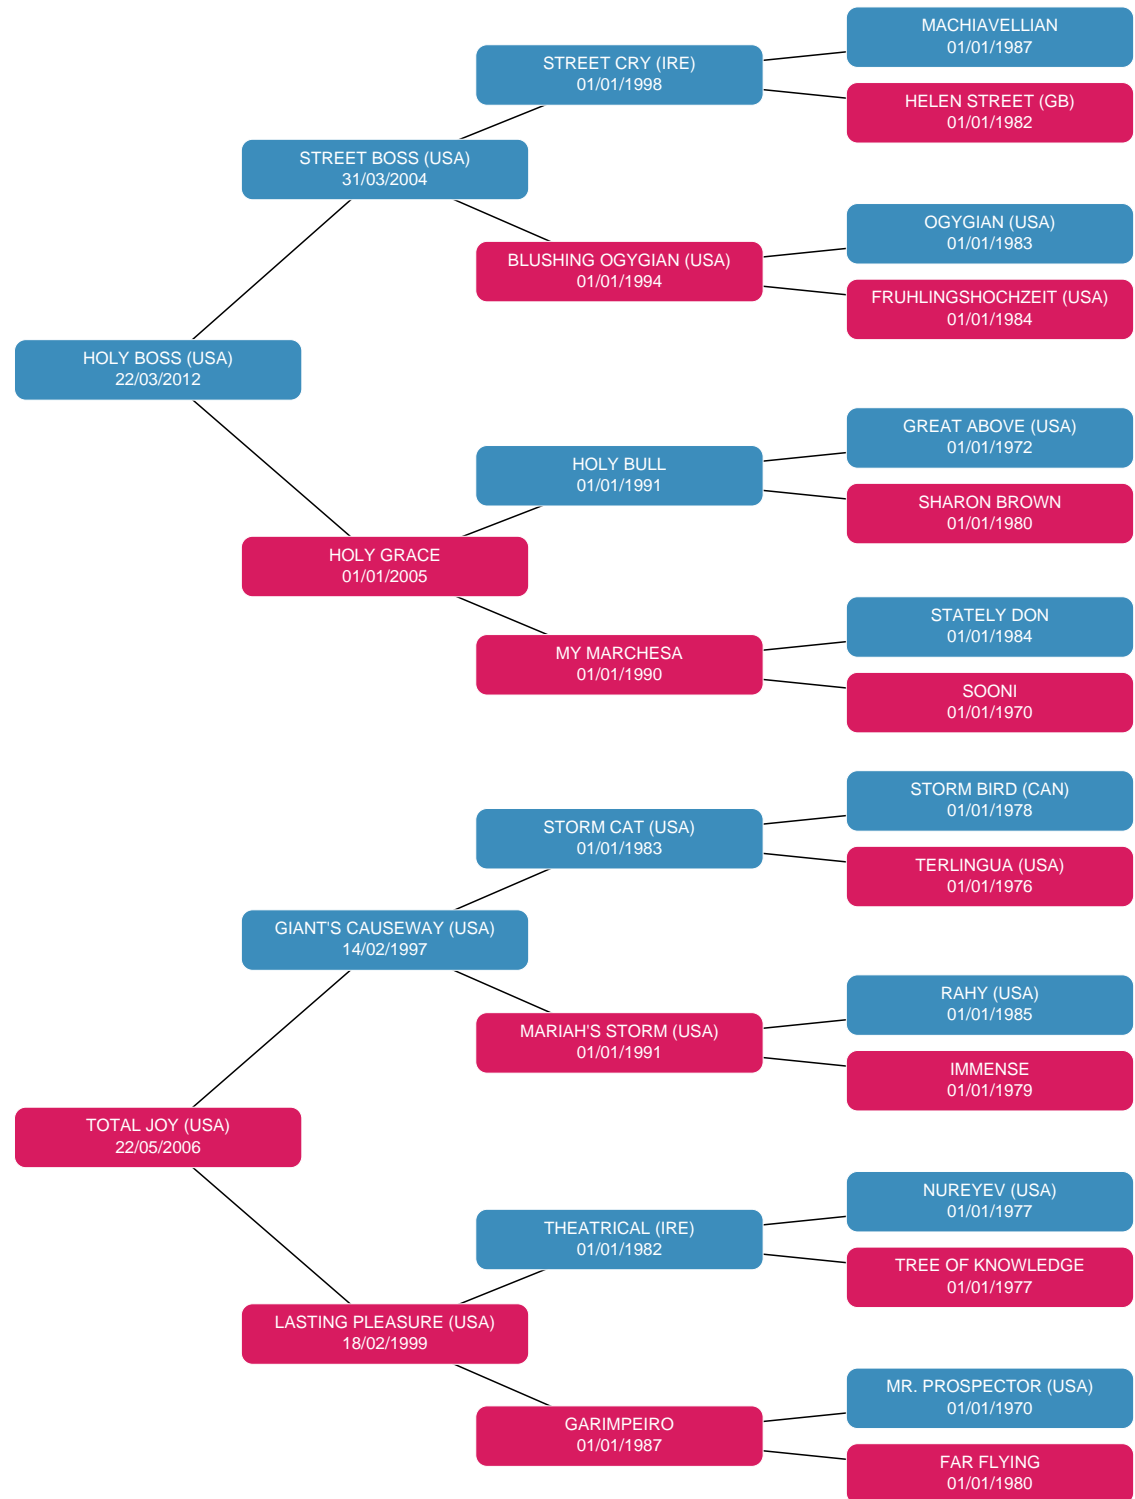 MACHIAVELLIAN
01/01/1987
STREET CRY (IRE)
01/01/1998
HELEN STREET (GB)
01/01/1982
STREET BOSS (USA)
31/03/2004
OGYGIAN (USA)
01/01/1983
BLUSHING OGYGIAN (USA)
01/01/1994
FRUHLINGSHOCHZEIT (USA)
01/01/1984
HOLY BOSS (USA)
22/03/2012
GREAT ABOVE (USA)
01/01/1972
HOLY BULL
01/01/1991
SHARON BROWN
01/01/1980
HOLY GRACE
01/01/2005
STATELY DON
01/01/1984
MY MARCHESA
01/01/1990
SOONI
01/01/1970
STORM BIRD (CAN)
01/01/1978
STORM CAT (USA)
01/01/1983
TERLINGUA (USA)
01/01/1976
GIANT'S CAUSEWAY (USA)
14/02/1997
RAHY (USA)
01/01/1985
MARIAH'S STORM (USA)
01/01/1991
IMMENSE
01/01/1979
TOTAL JOY (USA)
22/05/2006
NUREYEV (USA)
01/01/1977
THEATRICAL (IRE)
01/01/1982
TREE OF KNOWLEDGE
01/01/1977
LASTING PLEASURE (USA)
18/02/1999
MR. PROSPECTOR (USA)
01/01/1970
GARIMPEIRO
01/01/1987
FAR FLYING
01/01/1980